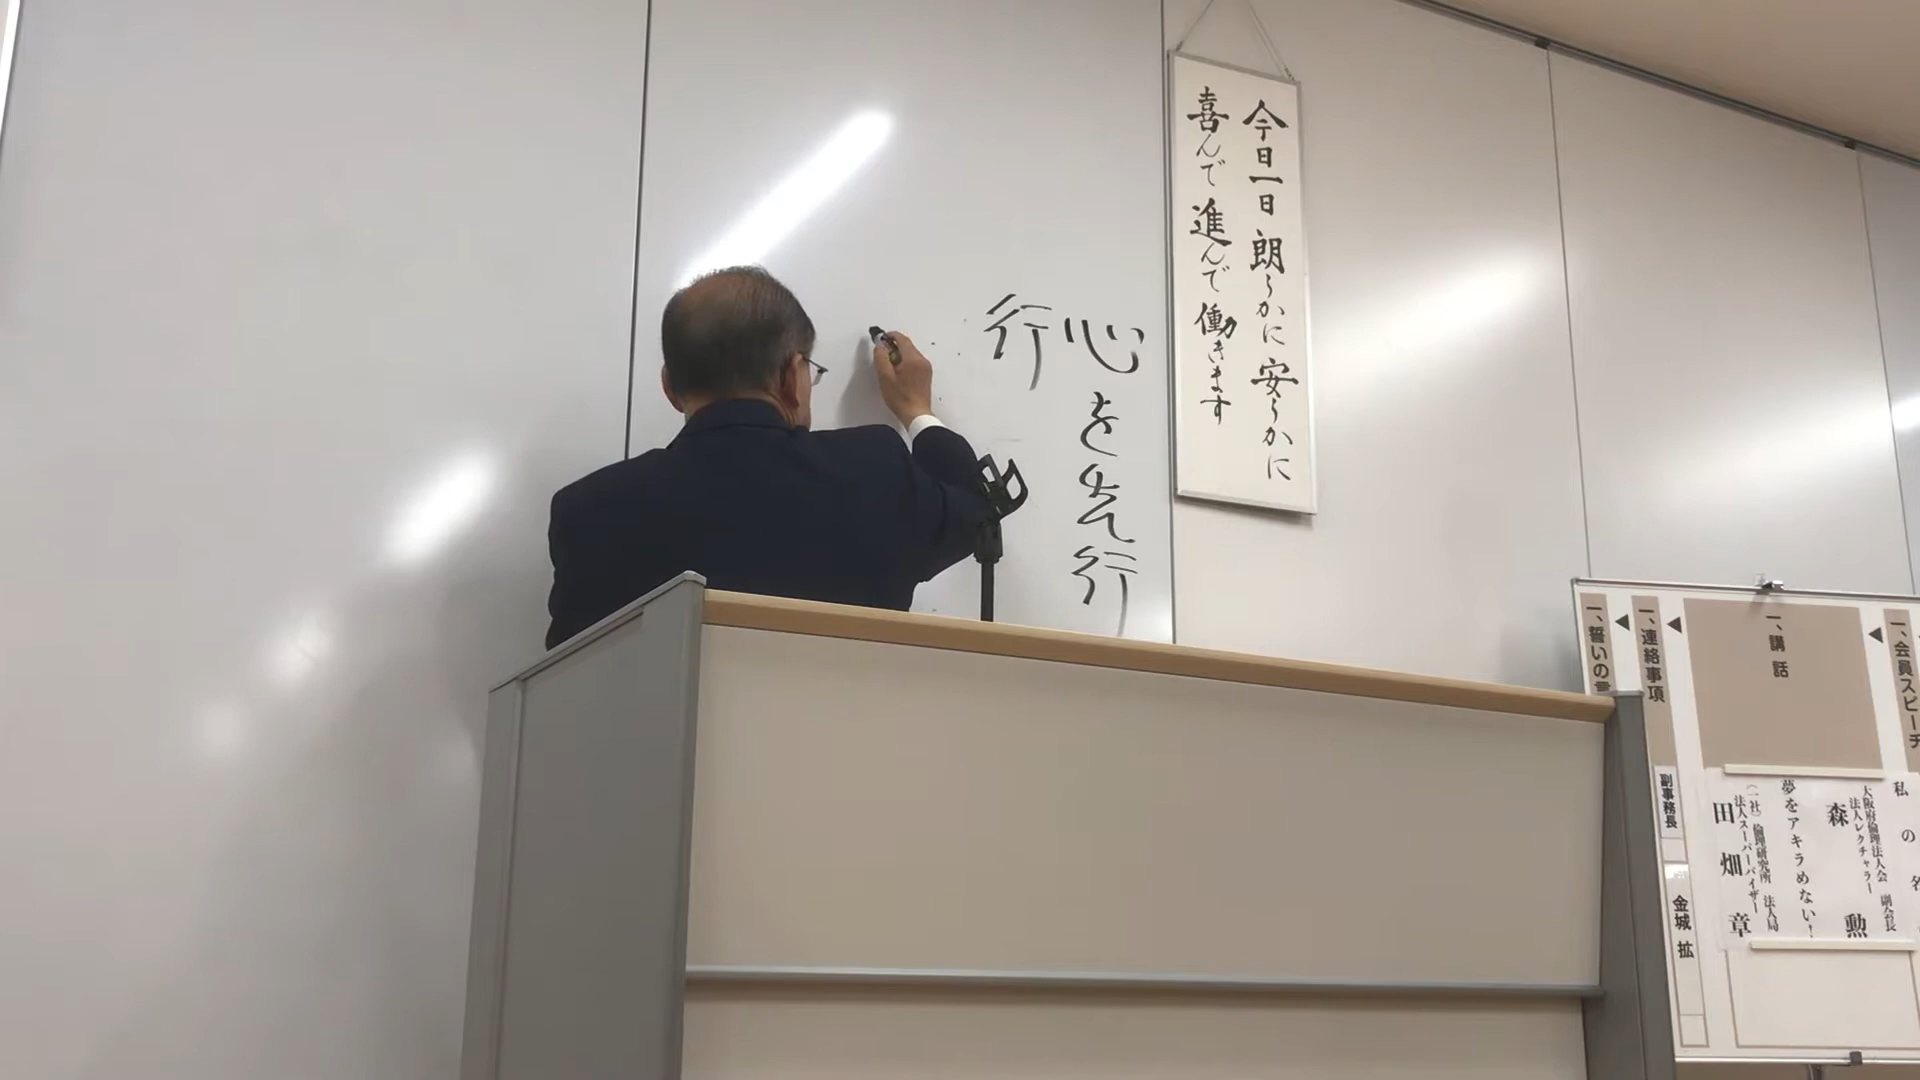 今日一日 朗らかに 安らかに
喜んで 進んで 働きます
心を
行
行
一、会員スピーチ
私の名
大阪府倫理法人会 副会長
法人レクチャラー
森 勲
一、講話
夢をアキラめない！
(一社)倫理研究所 法人局
法人スーパーバイザー
田畑 章
一、連絡事項
副事務長
金城 拡
一、誓いの言